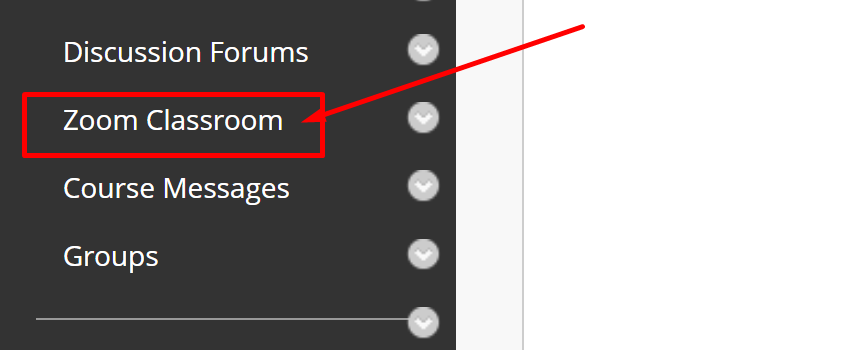 Discussion Forums
Zoom Classroom
Course Messages
Groups